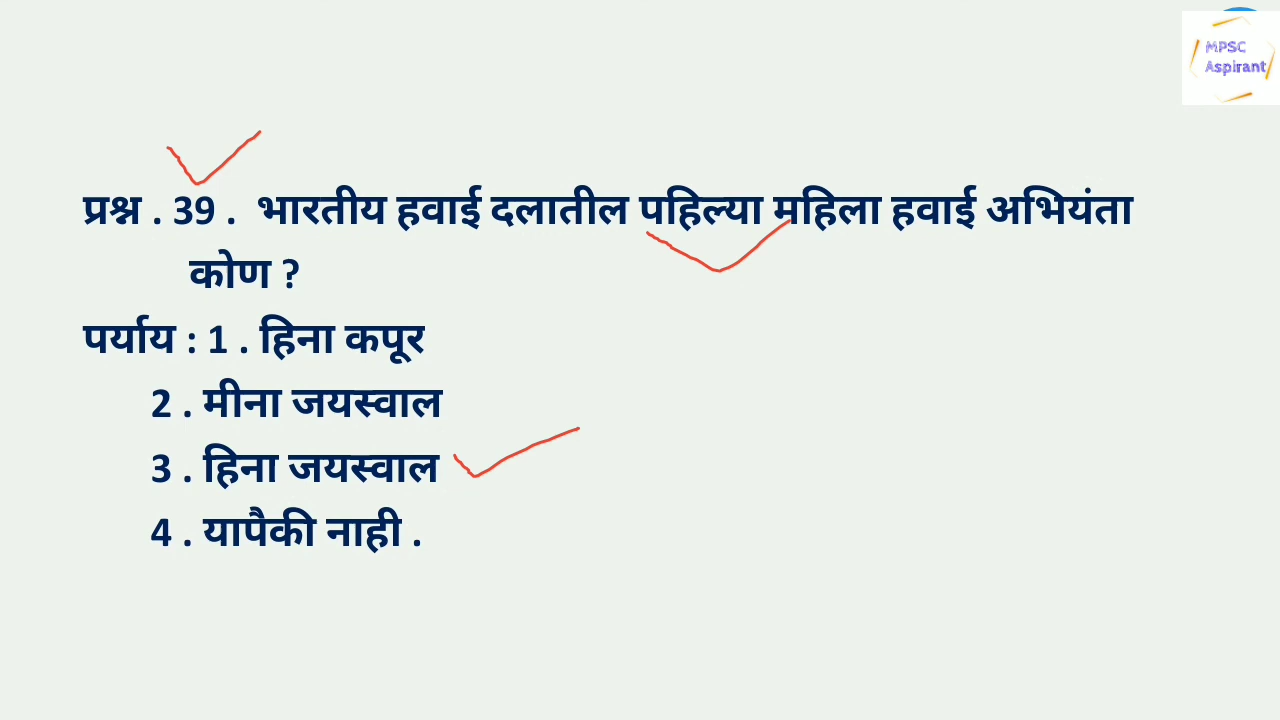 MPSC
Aspirant
प्रश्न . 39 . भारतीय हवाई दलातील पहिल्या महिला हवाई अभियंता
कोण ?
पर्याय : 1 . हिना कपूर
2 . मीना जयस्वाल
3 . हिना जयस्वाल
4 . यापैकी नाही .